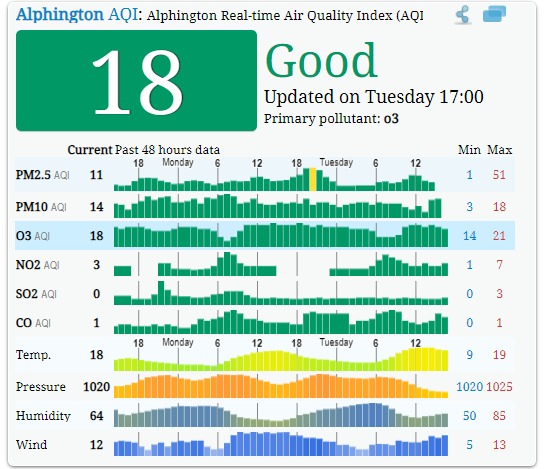 Alphington AQI: Alphington Real-time Air Quality Index (AQI
18
Good
Updated on Tuesday 17:00
Primary pollutant: o3
Current Past 48 hours data Min Max
18 Monday 6 12 18 Tuesday 6 12
PM2.5 AQI 11 1 51
PM10 AQI 14 3 18
O3 AQI 18 14 21
NO2 AQI 3 1 7
SO2 AQI 0 0 3
CO AQI 1 0 1
18 Monday 6 12 18 Tuesday 6 12
Temp. 18 9 19
Pressure 1020 1020 1025
Humidity 64 50 85
Wind 12 5 13